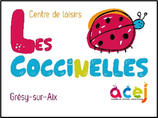 Centre de loisirs
Les
COCCINELLES
Grésy-sur-Aix
acej